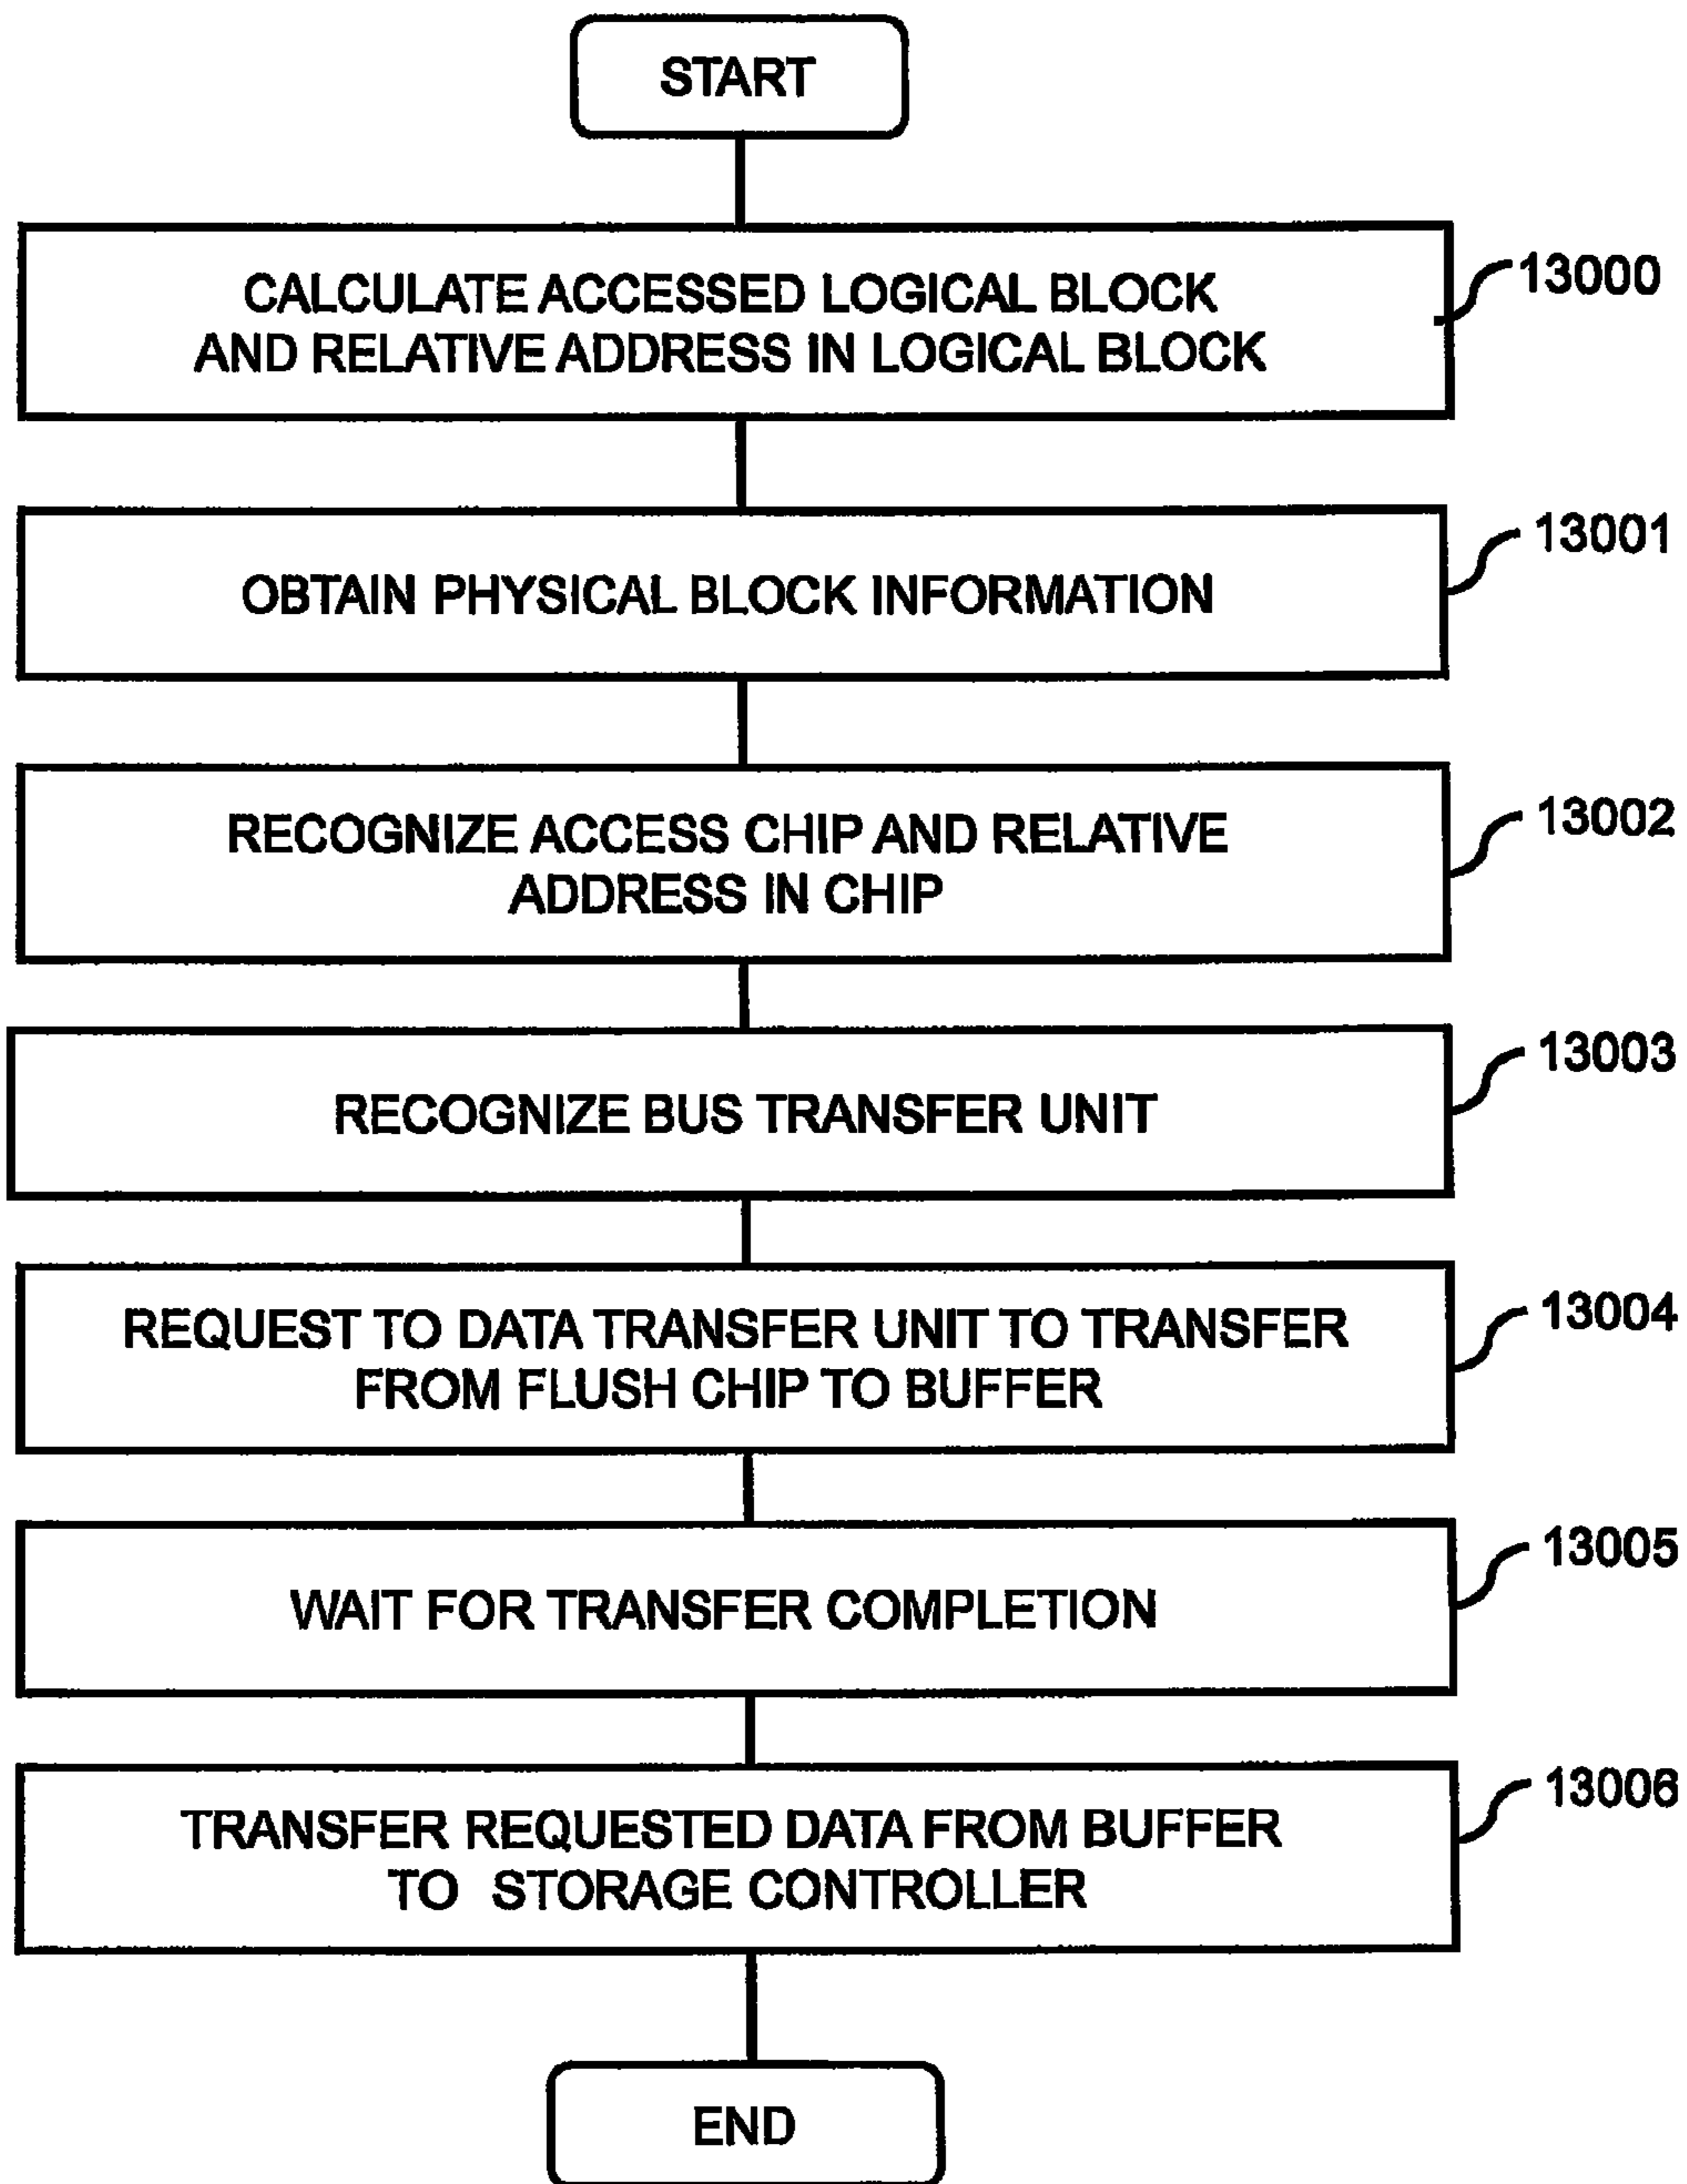 START
CALCULATE ACCESSED LOGICAL BLOCK
AND RELATIVE ADDRESS IN LOGICAL BLOCK
13000
OBTAIN PHYSICAL BLOCK INFORMATION
13001
RECOGNIZE ACCESS CHIP AND RELATIVE
ADDRESS IN CHIP
13002
RECOGNIZE BUS TRANSFER UNIT
13003
REQUEST TO DATA TRANSFER UNIT TO TRANSFER
FROM FLUSH CHIP TO BUFFER
13004
WAIT FOR TRANSFER COMPLETION
13005
TRANSFER REQUESTED DATA FROM BUFFER
TO STORAGE CONTROLLER
13006
END